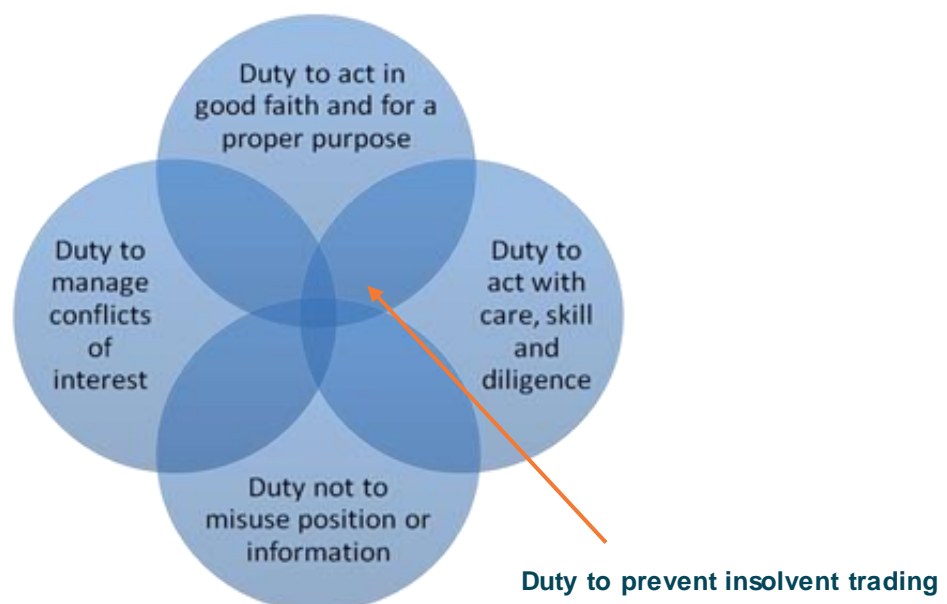 Duty to act in
good faith and for a
proper purpose
Duty to
manage
conflicts
of
interest
Duty to
act with
care, skill
and
diligence
Duty not to
misuse position or
information
Duty to prevent insolvent trading